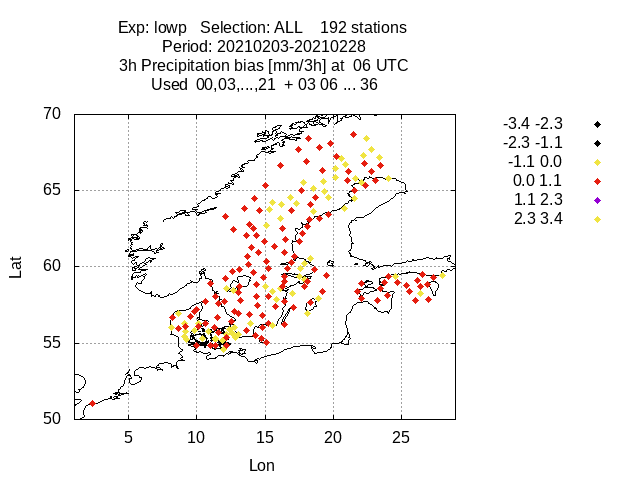 Exp: lowp   Selection: ALL    192 stations
Period: 20210203-20210228
3h Precipitation bias [mm/3h] at  06 UTC
Used  00,03,...,21  + 03 06 ... 36
-3.4 -2.3
-2.3 -1.1
-1.1 0.0
0.0 1.1
1.1 2.3
2.3 3.4
Lat
70
65
60
55
50
5 10 15 20 25
Lon